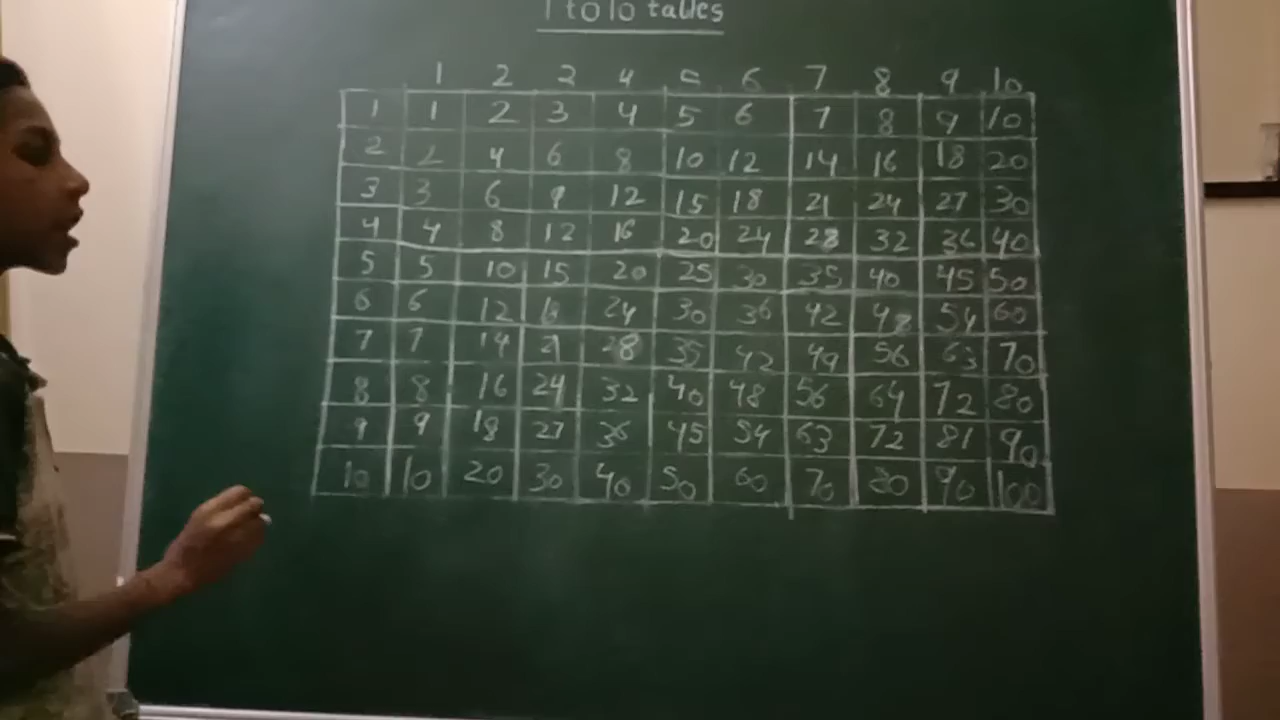 1 to 10 tables
1 2 3 4 5 6 7 8 9 10
1 1 2 3 4 5 6 7 8 9 10
2 2 4 6 8 10 12 14 16 18 20
3 3 6 9 12 15 18 21 24 27 30
4 4 8 12 16 20 24 28 32 36 40
5 5 10 15 20 25 30 35 40 45 50
6 6 12 18 24 30 36 42 48 54 60
7 7 14 21 28 35 42 49 56 63 70
8 8 16 24 32 40 48 56 64 72 80
9 9 18 27 36 45 54 63 72 81 90
10 10 20 30 40 50 60 70 80 90 100